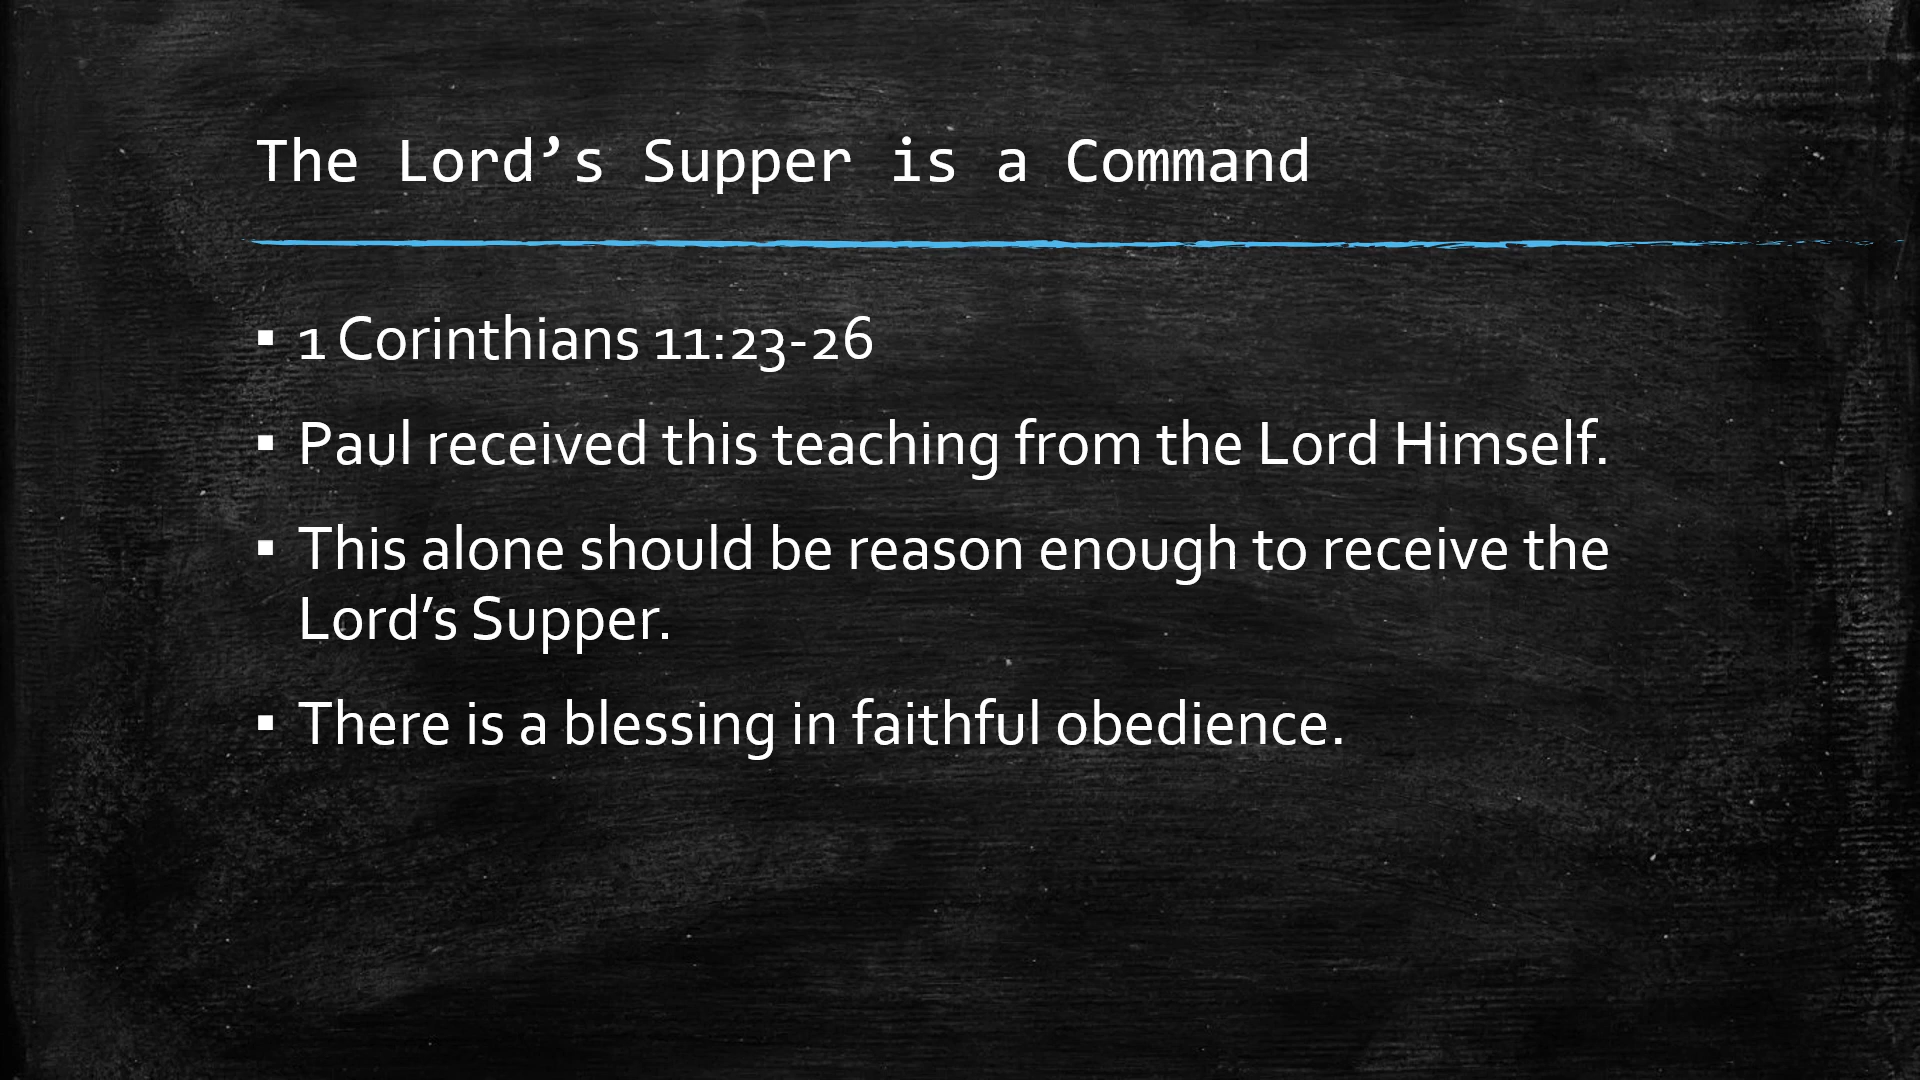 The Lord’s Supper is a Command
▪ 1 Corinthians 11:23-26
▪ Paul received this teaching from the Lord Himself.
▪ This alone should be reason enough to receive the
Lord’s Supper.
▪ There is a blessing in faithful obedience.